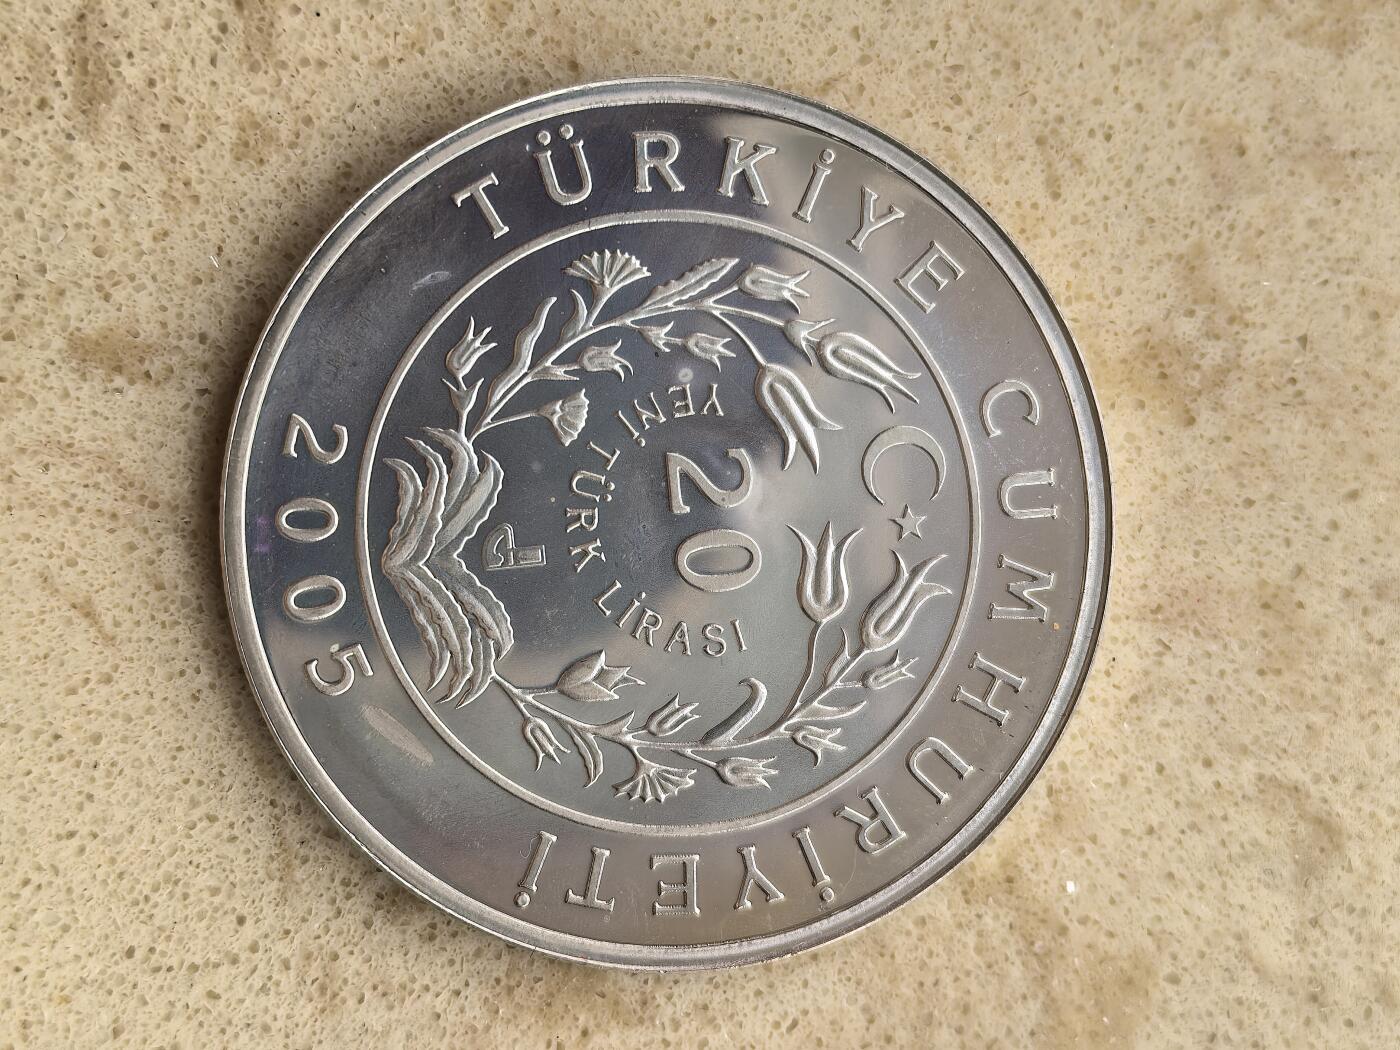 TÜRKİYE CUMHURİYETİ
20
YENİ TÜRK LİRASI
2005